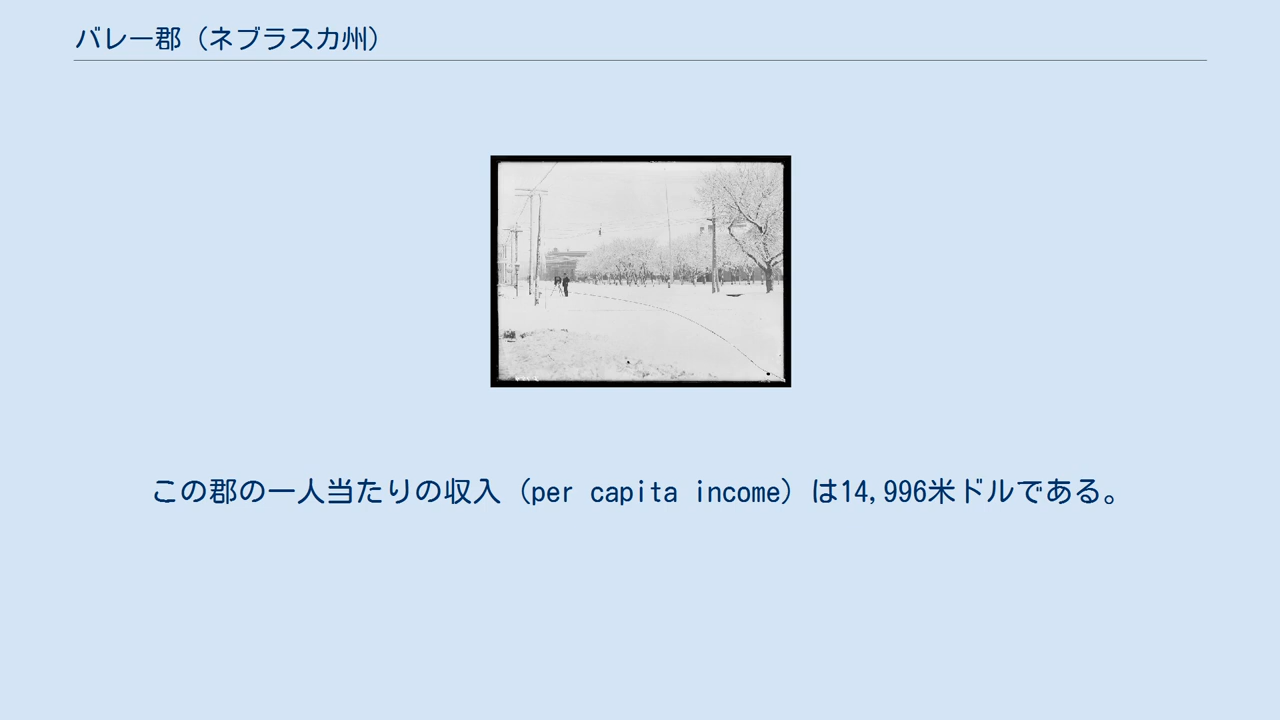 バレー郡（ネブラスカ州）
この郡の一人当たりの収入（per capita income）は14,996米ドルである。